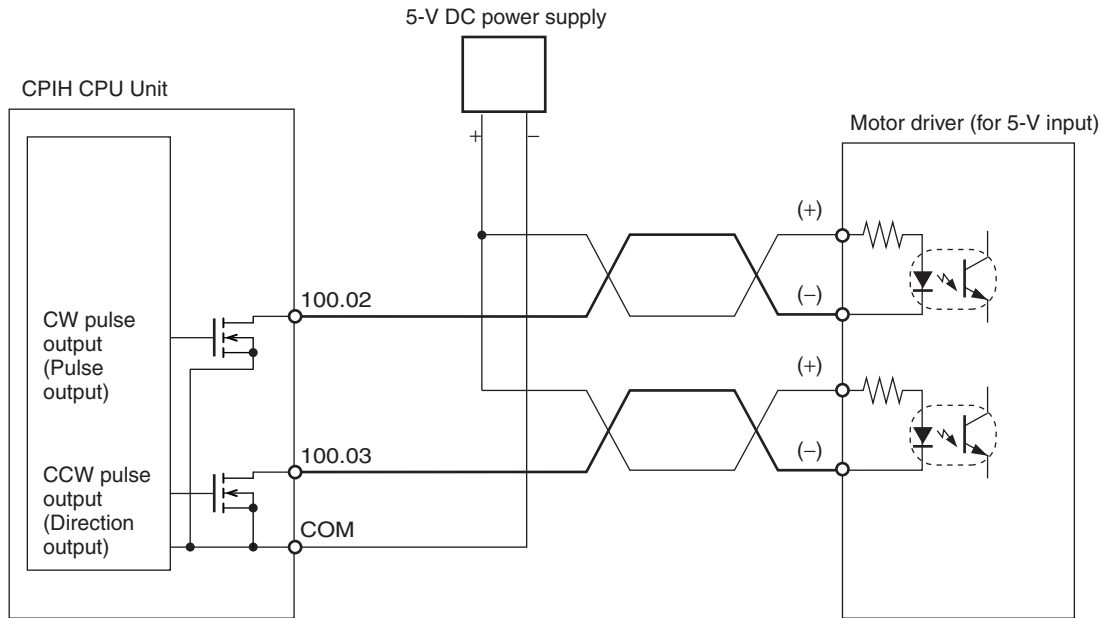 5-V DC power supply
CPIH CPU Unit
+
−
Motor driver (for 5-V input)
(+)
(−)
100.02
CW pulse
output
(Pulse
output)
(+)
(−)
100.03
CCW pulse
output
(Direction
output)
COM